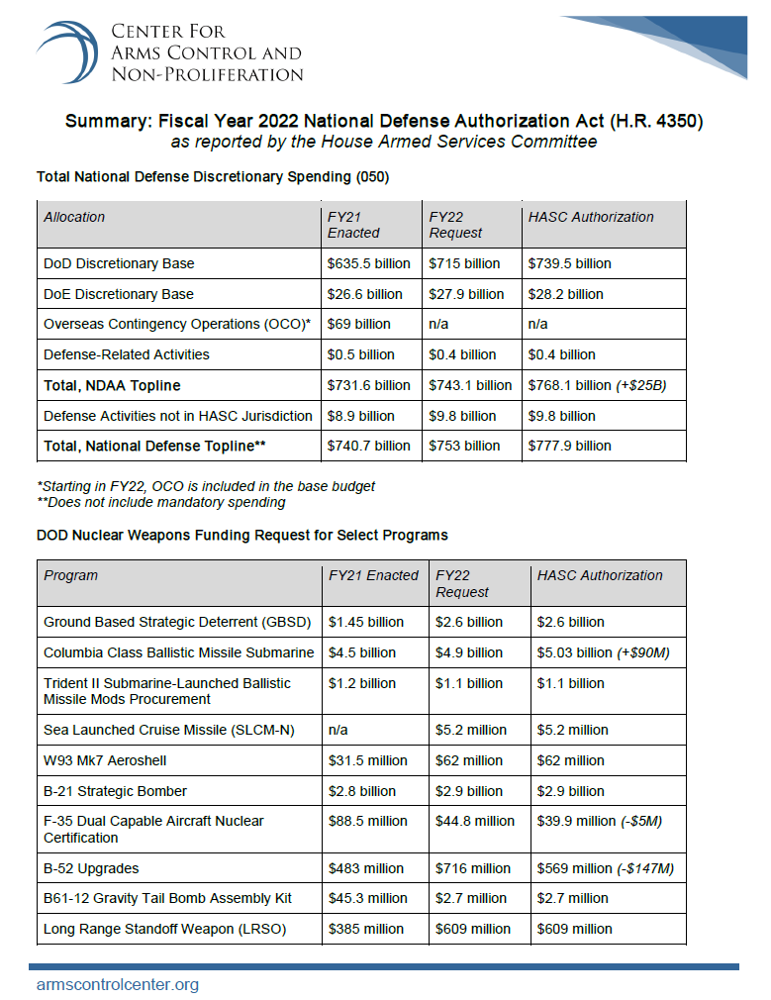 CENTER FOR
ARMS CONTROL AND
NON-PROLIFERATION
Summary: Fiscal Year 2022 National Defense Authorization Act (H.R. 4350)
as reported by the House Armed Services Committee
Total National Defense Discretionary Spending (050)
Allocation FY21 Enacted FY22 Request HASC Authorization
DoD Discretionary Base $635.5 billion $715 billion $739.5 billion
DoE Discretionary Base $26.6 billion $27.9 billion $28.2 billion
Overseas Contingency Operations (OCO)* $69 billion n/a n/a
Defense-Related Activities $0.5 billion $0.4 billion $0.4 billion
Total, NDAA Topline $731.6 billion $743.1 billion $768.1 billion (+$25B)
Defense Activities not in HASC Jurisdiction $8.9 billion $9.8 billion $9.8 billion
Total, National Defense Topline** $740.7 billion $753 billion $777.9 billion
*Starting in FY22, OCO is included in the base budget
**Does not include mandatory spending
DOD Nuclear Weapons Funding Request for Select Programs
Program FY21 Enacted FY22 Request HASC Authorization
Ground Based Strategic Deterrent (GBSD) $1.45 billion $2.6 billion $2.6 billion
Columbia Class Ballistic Missile Submarine $4.5 billion $4.9 billion $5.03 billion (+$90M)
Trident II Submarine-Launched Ballistic Missile Mods Procurement $1.2 billion $1.1 billion $1.1 billion
Sea Launched Cruise Missile (SLCM-N) n/a $5.2 million $5.2 million
W93 Mk7 Aeroshell $31.5 million $62 million $62 million
B-21 Strategic Bomber $2.8 billion $2.9 billion $2.9 billion
F-35 Dual Capable Aircraft Nuclear Certification $88.5 million $44.8 million $39.9 million (-$5M)
B-52 Upgrades $483 million $716 million $569 million (-$147M)
B61-12 Gravity Tail Bomb Assembly Kit $45.3 million $2.7 million $2.7 million
Long Range Standoff Weapon (LRSO) $385 million $609 million $609 million
armscontrolcenter.org